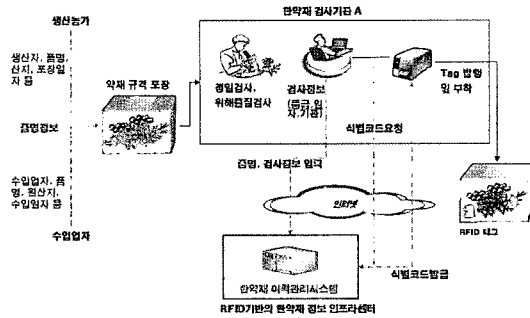 생산농가
한약재 검사기관 A
생산자, 품명,
산지, 포장일
자 등
약재 규격 포장
정밀검사,
위해물질검사
검사정보
(등급 일
자,기관)
Tag 발행
및 부착
증명정보
식별코드요청
증명, 검사정보 입력
수입업자, 품
명, 원산지,
수입일자 등
인터넷
RFID 태그
수입업자
식별코드발급
한약재 이력관리시스템
RFID기반의 한약재 정보 인프라센터